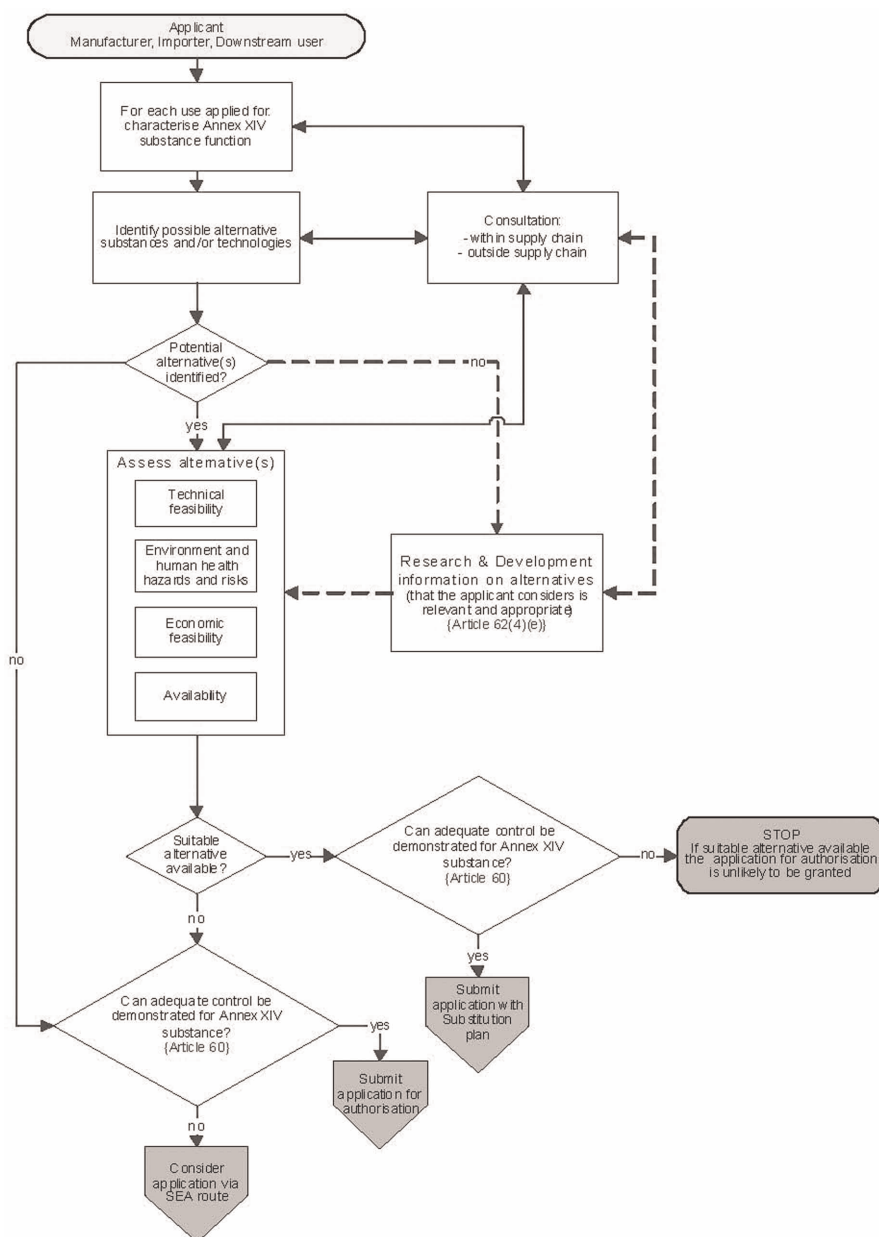 Applicant
Manufacturer, Importer, Downstream user
For each use applied for:
characterise Annex XIV
substance function
Identify possible alternative
substances and/or technologies
Consultation:
- within supply chain
- outside supply chain
Potential
alternative(s)
identified?
no
yes
Assess alternative(s)
Technical
feasibility
Environment and
human health
hazards and risks
Economic
feasibility
Availability
Research & Development
information on alternatives
(that the applicant considers is
relevant and appropriate)
{Article 62(4)(e)}
no
Suitable
alternative
available?
yes
Can adequate control be
demonstrated for Annex XIV
substance?
{Article 60}
no
STOP
If suitable alternative available
the application for authorisation
is unlikely to be granted
no
yes
Submit
application with
Substitution
plan
Can adequate control be
demonstrated for Annex XIV
substance?
{Article 60}
yes
Submit
application for
authorisation
no
Consider
application via
SEA route